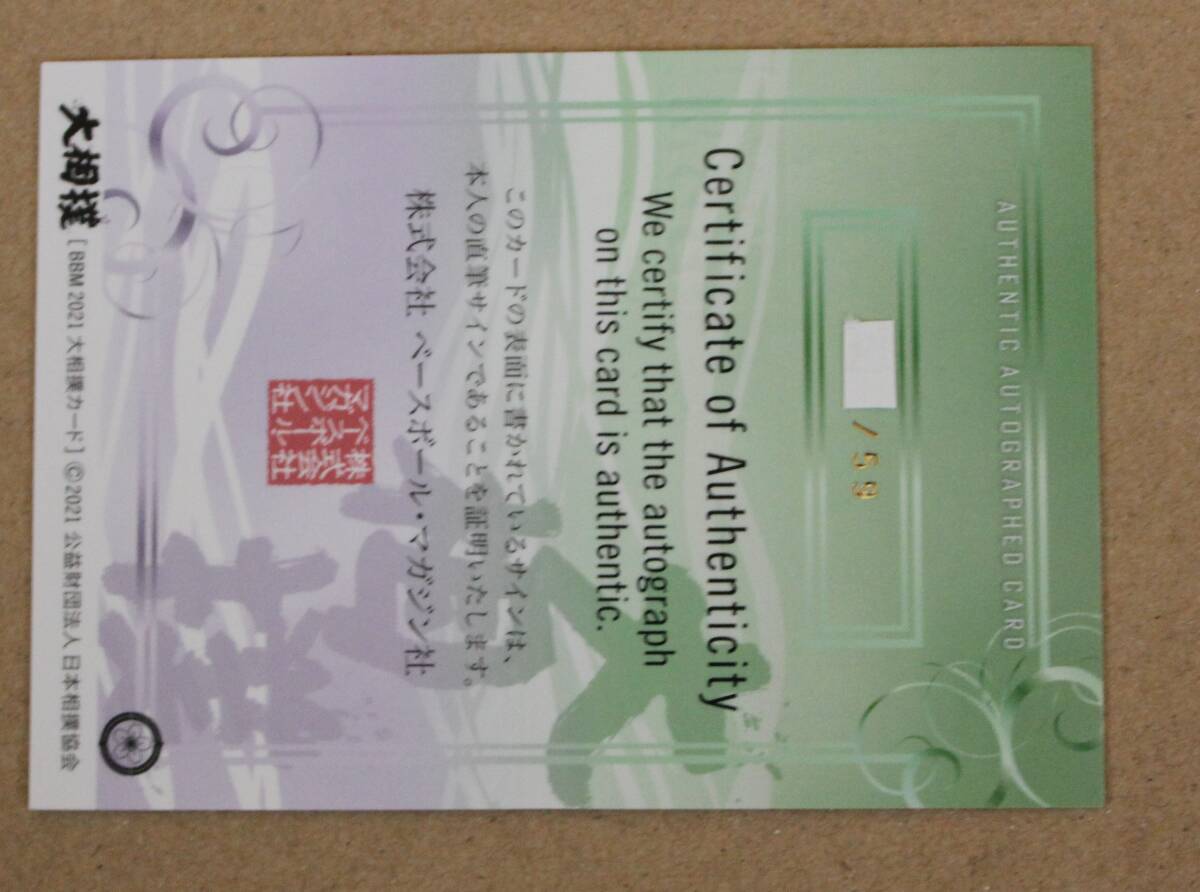 AUTHENTIC AUTOGRAPHED CARD
/59
Certificate of Authenticity
We certify that the autograph
on this card is authentic.
このカードの表面に書かれているサインは、
本人の直筆サインであることを証明いたします。
株式会社 ベースボール・マガジン社
株式会社
ベースボール
マガジン社
大相撲 [BBM 2021 大相撲カード] ©2021 公益財団法人 日本相撲協会